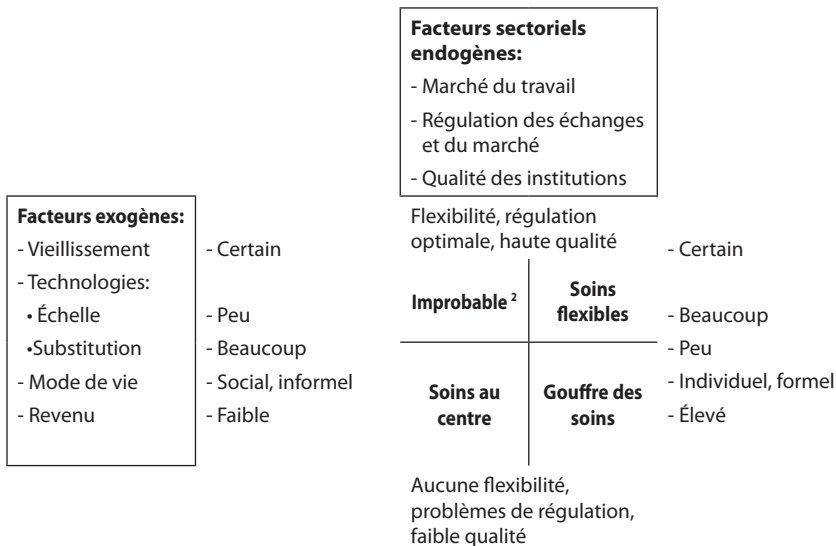 Facteurs sectoriels
endogènes:
- Marché du travail
- Régulation des échanges
et du marché
- Qualité des institutions
Facteurs exogènes:
- Vieillissement
- Technologies:
• Échelle
•Substitution
- Mode de vie
- Revenu
- Certain
- Peu
- Beaucoup
- Social, informel
- Faible
Flexibilité, régulation
optimale, haute qualité
Improbable ²
Soins
flexibles
Soins au
centre
Gouffre des
soins
Aucune flexibilité,
problèmes de régulation,
faible qualité
- Certain
- Beaucoup
- Peu
- Individuel, formel
- Élevé